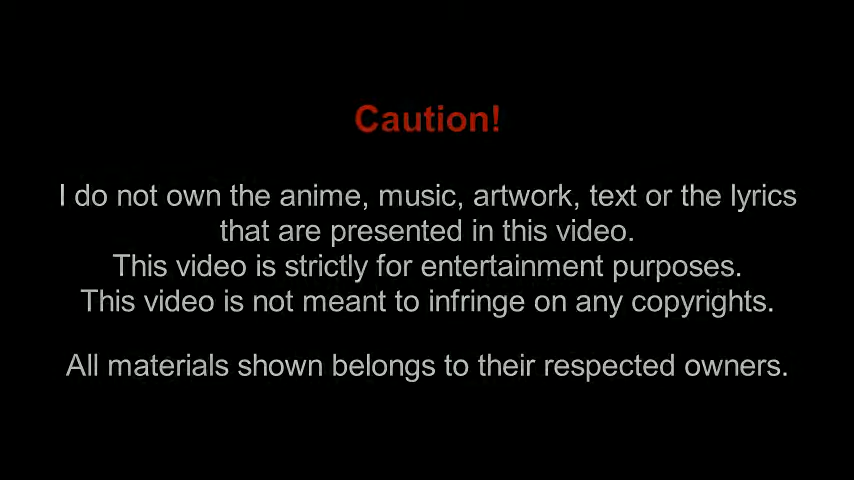 Caution!
I do not own the anime, music, artwork, text or the lyrics
that are presented in this video.
This video is strictly for entertainment purposes.
This video is not meant to infringe on any copyrights.
All materials shown belongs to their respected owners.